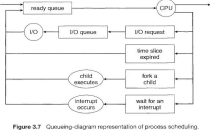 ready queue
CPU
I/O
I/O queue
I/O request
time slice
expired
child
executes
fork a
child
interrupt
occurs
wait for an
interrupt
Figure 3.7 Queueing-diagram representation of process scheduling.